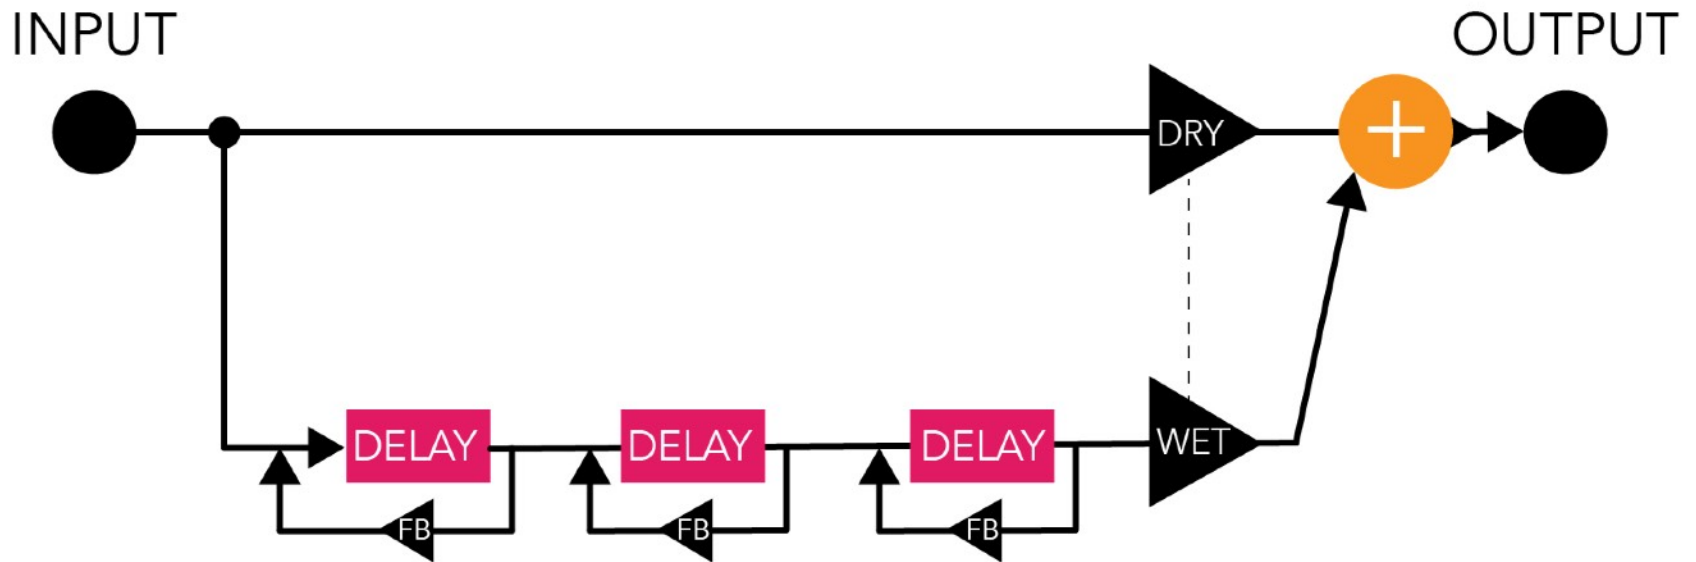 INPUT
OUTPUT
DRY
+
DELAY
DELAY
DELAY
WET
FB
FB
FB